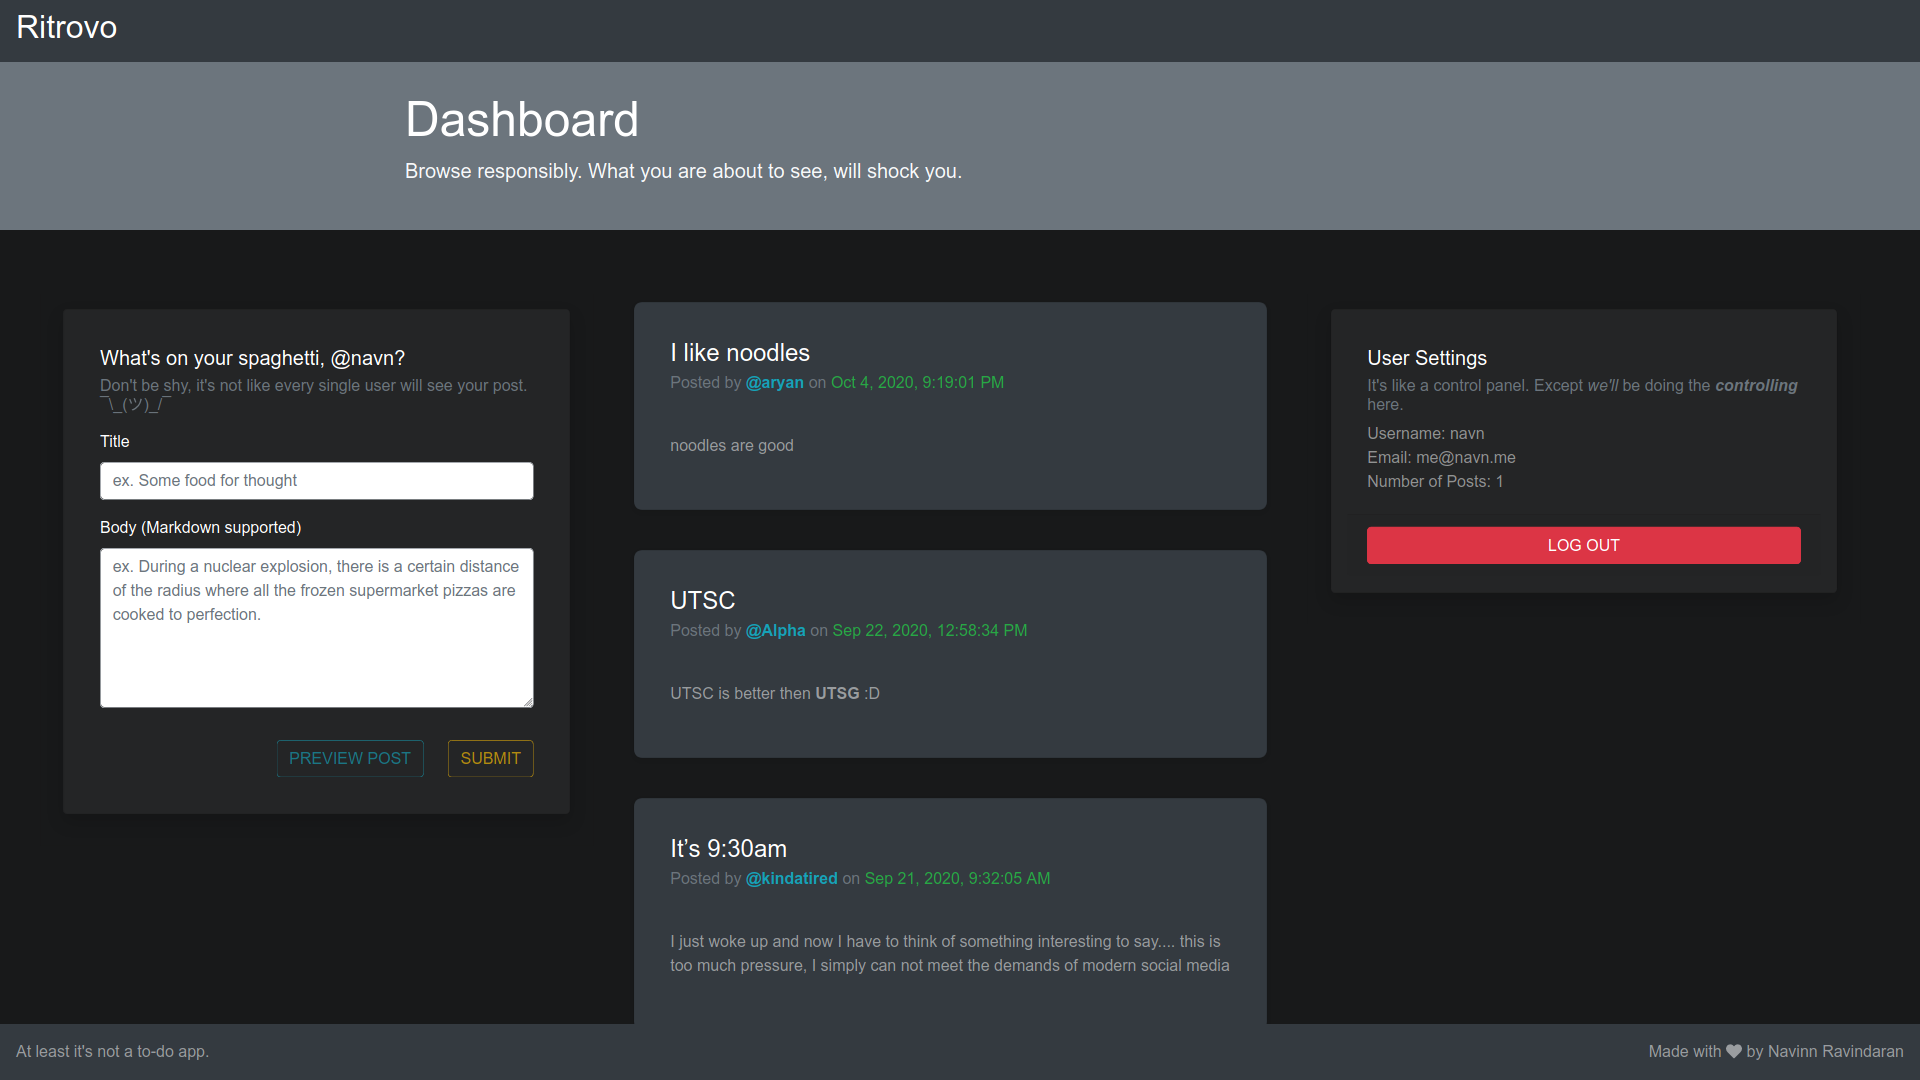 Ritrovo
Dashboard
Browse responsibly. What you are about to see, will shock you.
What's on your spaghetti, @navn?
Don't be shy, it's not like every single user will see your post.
¯\_(ツ)_/¯
Title
ex. Some food for thought
Body (Markdown supported)
ex. During a nuclear explosion, there is a certain distance
of the radius where all the frozen supermarket pizzas are
cooked to perfection.
PREVIEW POST
SUBMIT
I like noodles
Posted by @aryan on Oct 4, 2020, 9:19:01 PM
noodles are good
UTSC
Posted by @Alpha on Sep 22, 2020, 12:58:34 PM
UTSC is better then UTSG :D
It’s 9:30am
Posted by @kindatired on Sep 21, 2020, 9:32:05 AM
I just woke up and now I have to think of something interesting to say.... this is
too much pressure, I simply can not meet the demands of modern social media
User Settings
It's like a control panel. Except we'll be doing the controlling
here.
Username: navn
Email: me@navn.me
Number of Posts: 1
LOG OUT
At least it's not a to-do app.
Made with ♥ by Navinn Ravindaran